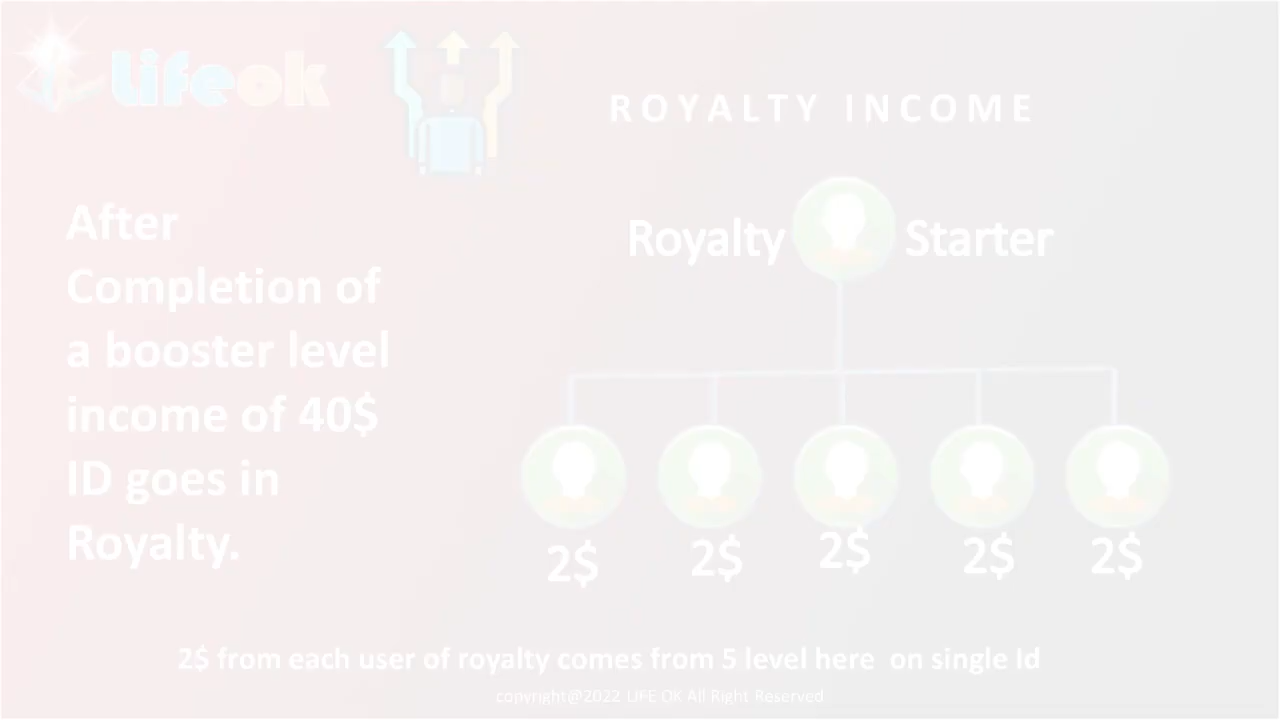 Lifeok
ROYALTY INCOME
Royalty Starter
After
Completion of
a booster level
income of 40$
ID goes in
Royalty.
2$ 2$ 2$ 2$ 2$
2$ from each user of royalty comes from 5 level here on single Id
copyright@2022 LIFE OK All Right Reserved